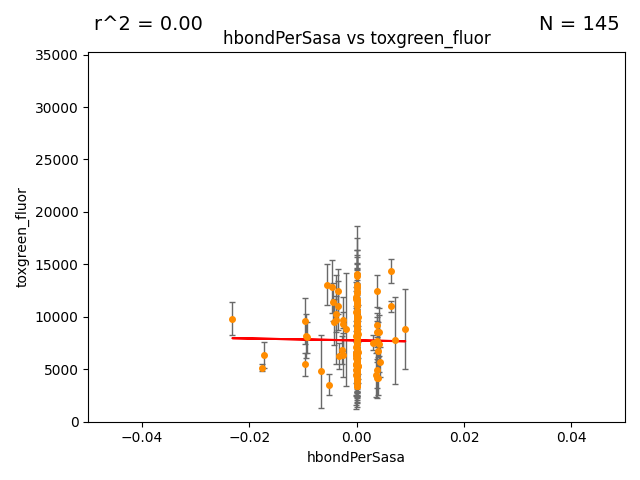 r^2 = 0.00
N = 145
hbondPerSasa vs toxgreen_fluor
35000
30000
25000
20000
15000
10000
5000
0
toxgreen_fluor
−0.04
−0.02
0.00
0.02
0.04
hbondPerSasa